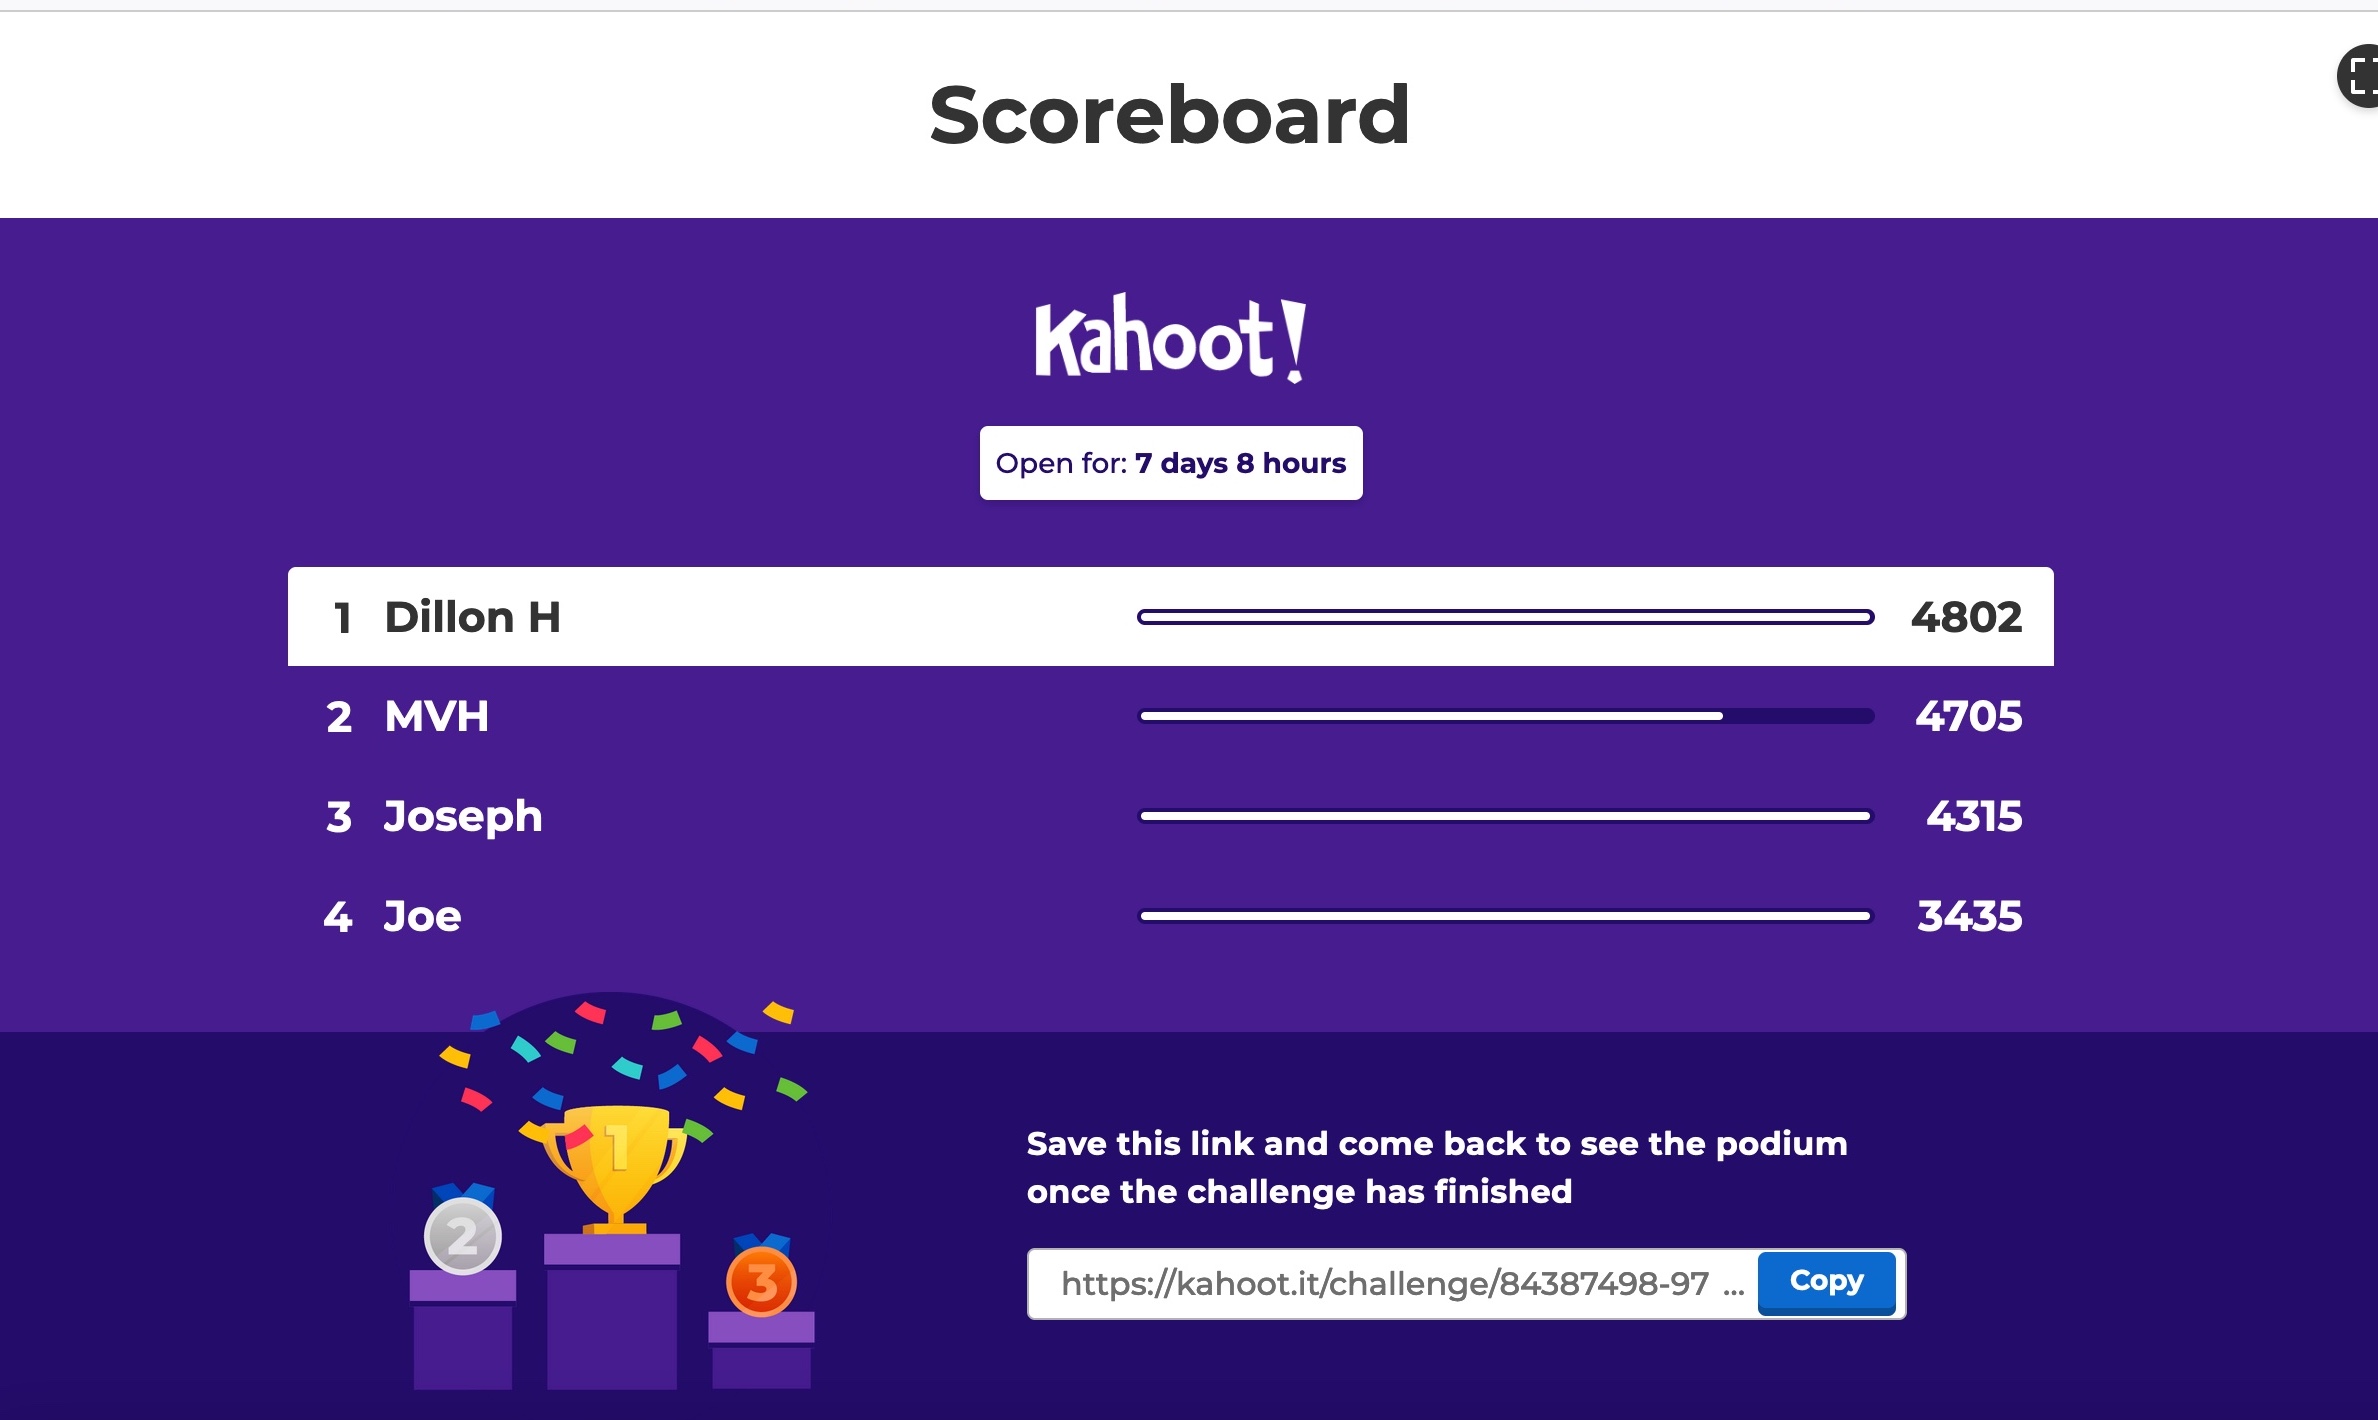 Scoreboard
Kahoot!
Open for: 7 days 8 hours
1 Dillon H 4802
2 MVH 4705
3 Joseph 4315
4 Joe 3435
1
2
3
Save this link and come back to see the podium
once the challenge has finished
https://kahoot.it/challenge/84387498-97 ... Copy